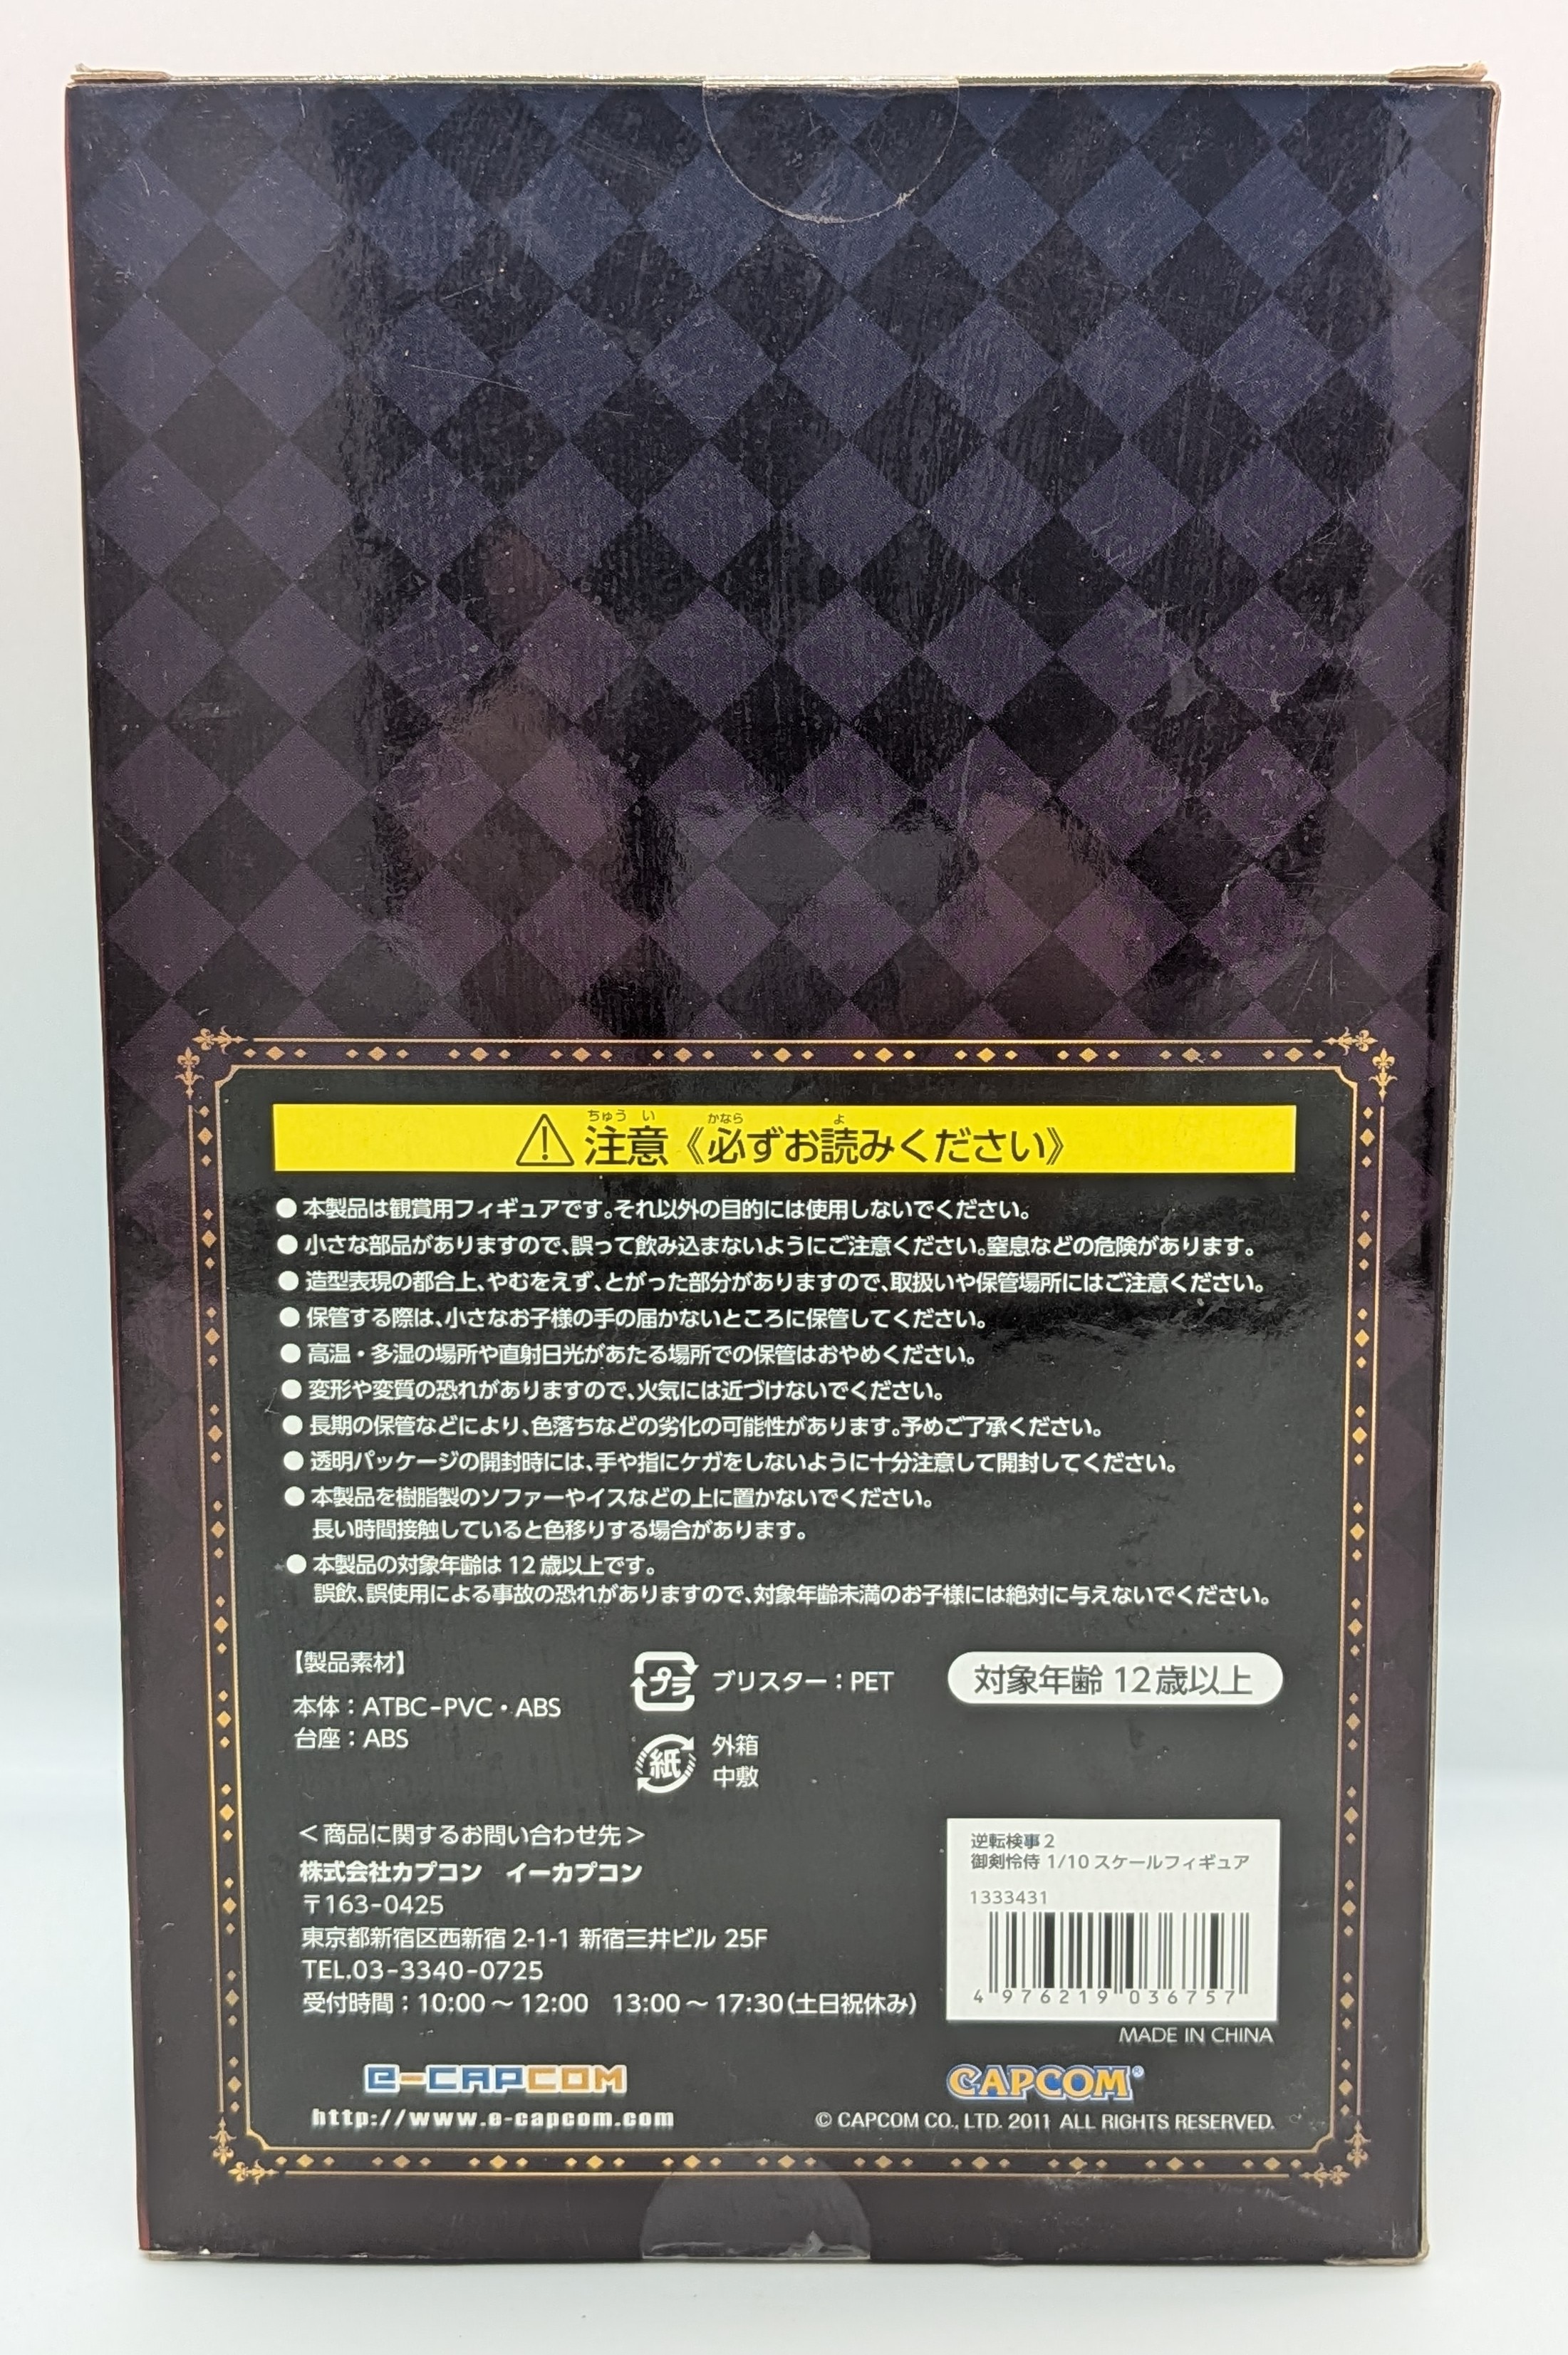 ちゅう い かなら よ
⚠注意《必ずお読みください》
●本製品は観賞用フィギュアです。それ以外の目的には使用しないでください。
●小さな部品がありますので、誤って飲み込まないようにご注意ください。窒息などの危険があります。
●造型表現の都合上、やむをえず、とがった部分がありますので、取扱いや保管場所にはご注意ください。
●保管する際は、小さなお子様の手の届かないところに保管してください。
●高温・多湿の場所や直射日光があたる場所での保管はおやめください。
●変形や変質の恐れがありますので、火気には近づけないでください。
●長期の保管などにより、色落ちなどの劣化の可能性があります。予めご了承ください。
●透明パッケージの開封時には、手や指にケガをしないように十分注意して開封してください。
●本製品を樹脂製のソファーやイスなどの上に置かないでください。
長い時間接触していると色移りする場合があります。
●本製品の対象年齢は 12 歳以上です。
誤飲、誤使用による事故の恐れがありますので、対象年齢未満のお子様には絶対に与えないでください。
【製品素材】
本体：ATBC-PVC・ABS
台座：ABS
プラ ブリスター：PET
紙 外箱
中敷
対象年齢 12歳以上
＜商品に関するお問い合わせ先＞
株式会社カプコン　イーカプコン
〒163-0425
東京都新宿区西新宿 2-1-1 新宿三井ビル 25F
TEL.03-3340-0725
受付時間：10:00～12:00　13:00～17:30（土日祝休み）
逆転検事2
御剣怜侍 1/10 スケールフィギュア
1333431
4 976219 036757
MADE IN CHINA
e-CAPCOM
http://www.e-capcom.com
CAPCOM®
© CAPCOM CO., LTD. 2011 ALL RIGHTS RESERVED.